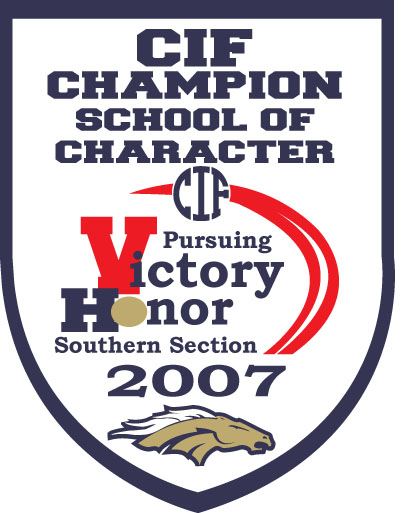 CIF
CHAMPION
SCHOOL OF
CHARACTER
CIF
Pursuing
Victory
Honor
Southern Section
2007